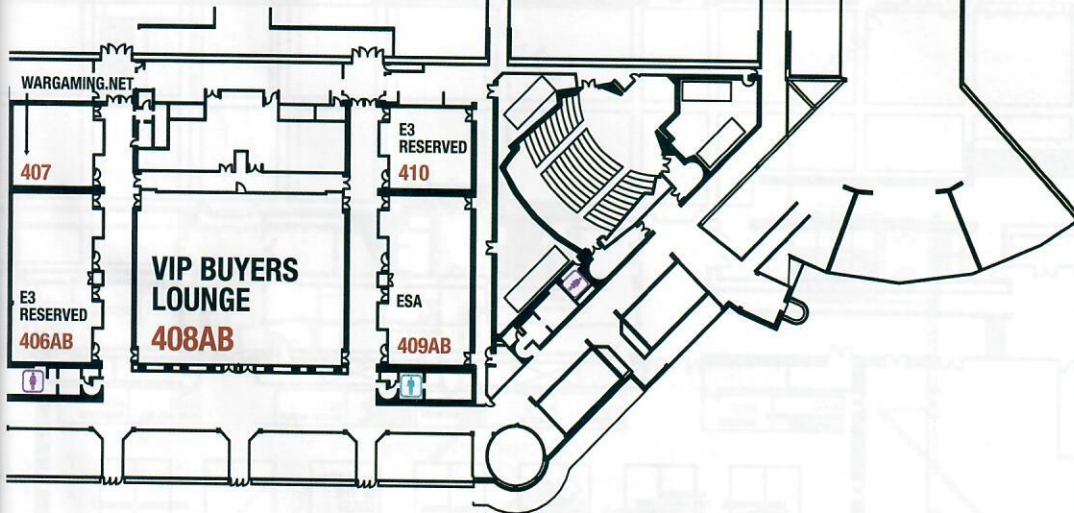 WARGAMING.NET
407
E3
RESERVED
410
E3
RESERVED
406AB
VIP BUYERS
LOUNGE
408AB
ESA
409AB